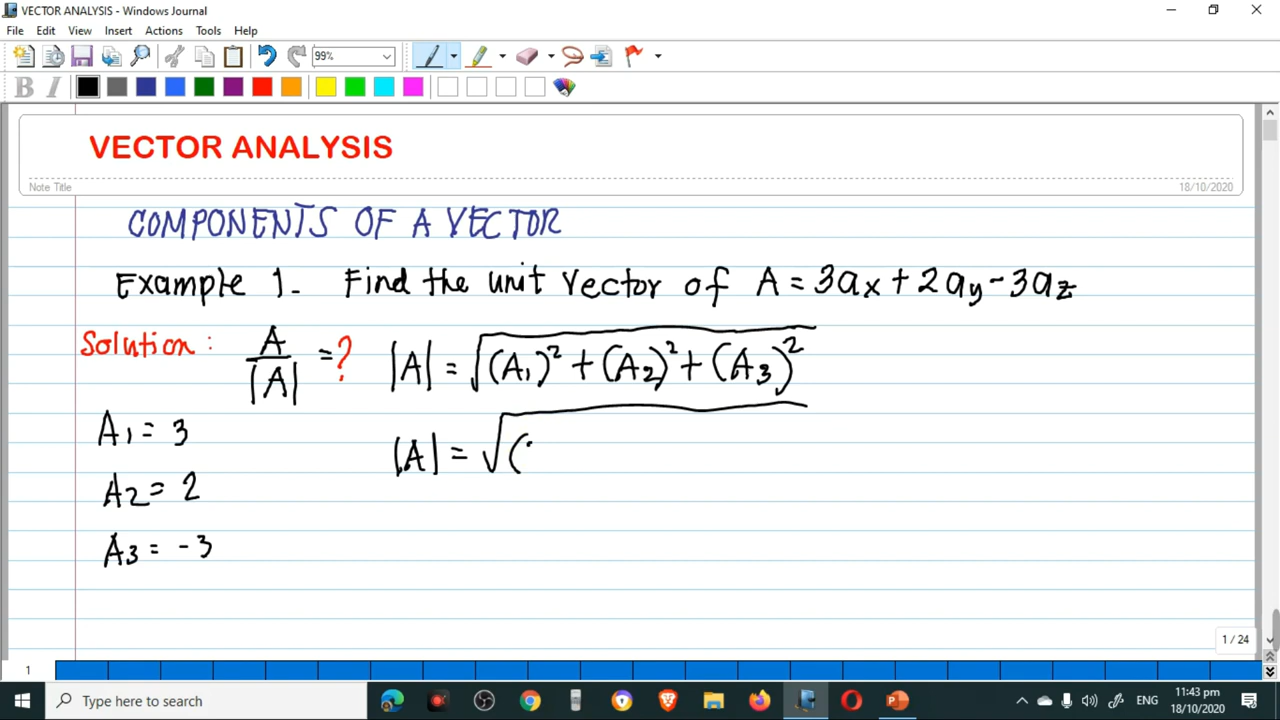 VECTOR ANALYSIS - Windows Journal
File Edit View Insert Actions Tools Help
99%
B I
VECTOR ANALYSIS
Note Title 18/10/2020
COMPONENTS OF A VECTOR
Example 1. Find the unit vector of A = 3ax + 2ay - 3az
Solution: A/|A| = ? |A| = √(A1)² + (A2)² + (A3)²
A1 = 3 |A| = √(
A2 = 2
A3 = -3
1 / 24
1
Type here to search ENG 11:43 pm
18/10/2020